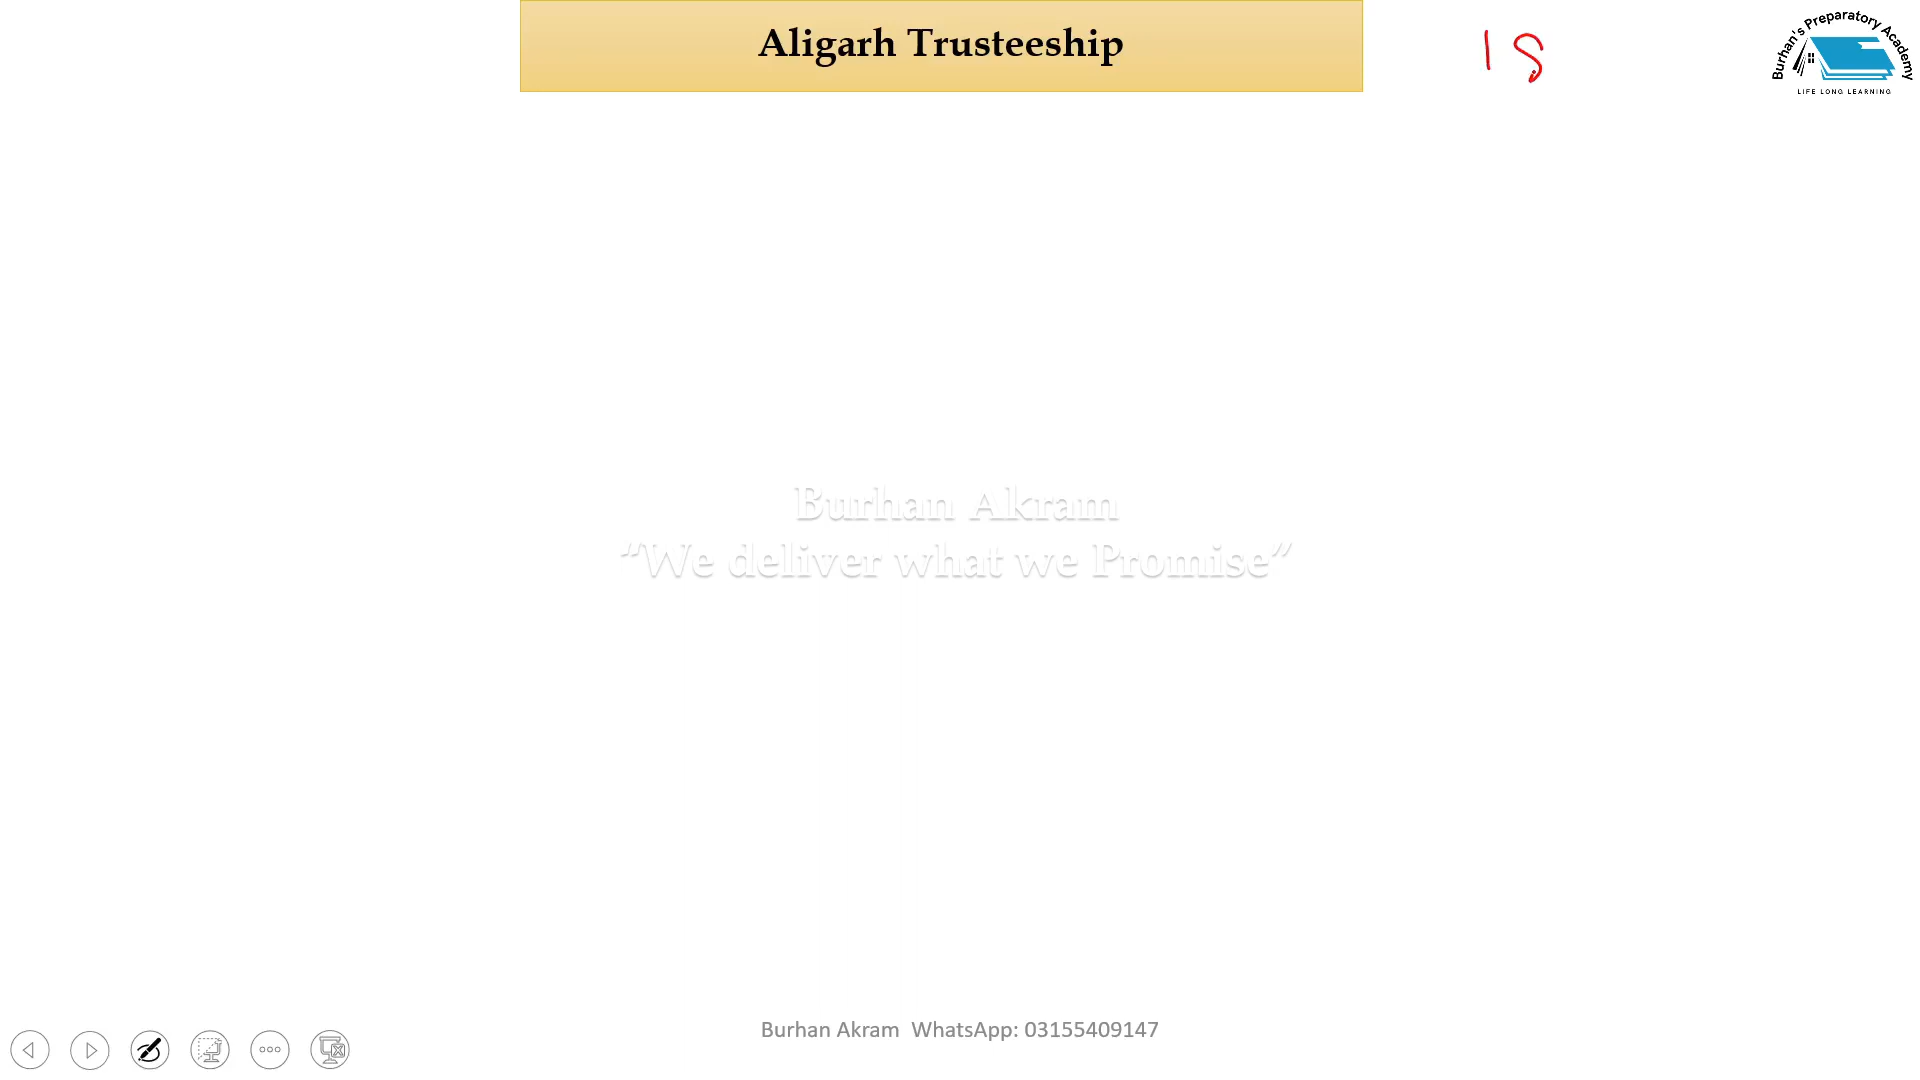 Aligarh Trusteeship
18
Burhan's Preparatory Academy
LIFE LONG LEARNING
Burhan Akram
“We deliver what we Promise”
Burhan Akram WhatsApp: 03155409147